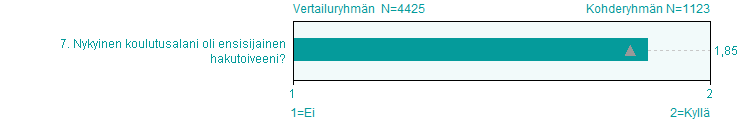 Vertailuryhmän N=4425 Kohderyhmän N=1123
7. Nykyinen koulutusalani oli ensisijainen
hakutoiveeni?
1,85
1 2
1=Ei 2=Kyllä